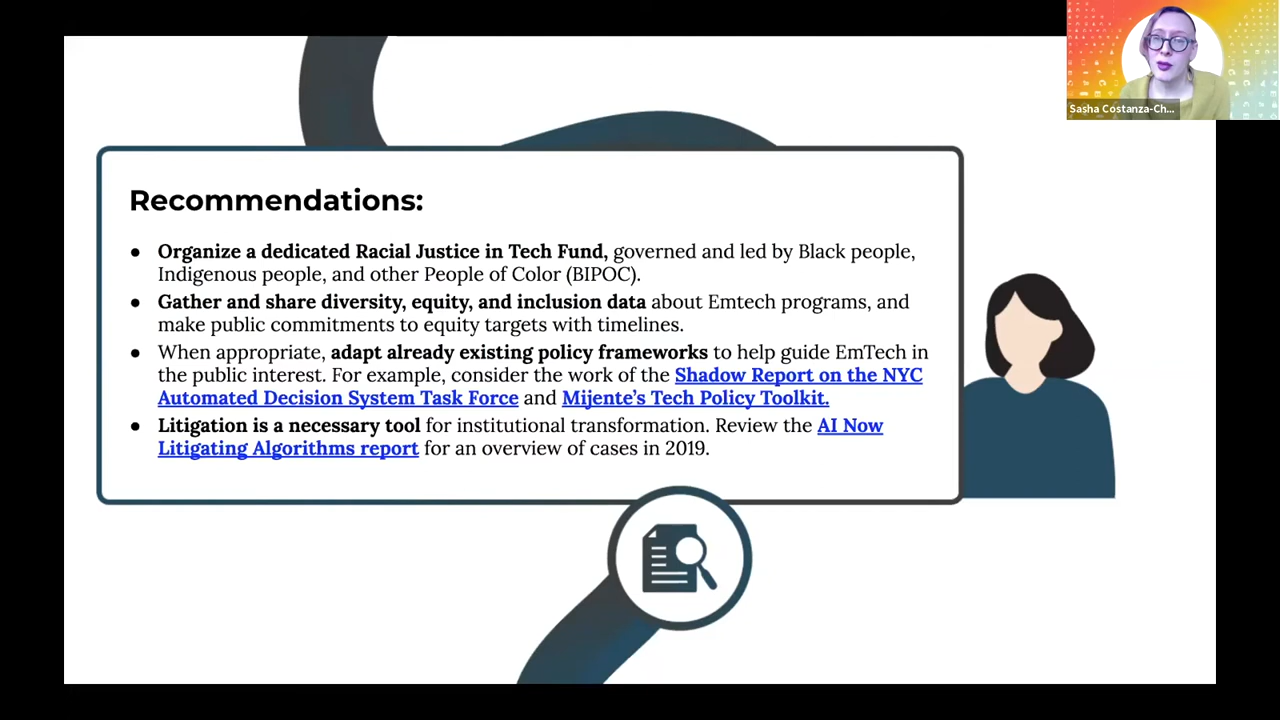 Sasha Costanza-Ch...
Recommendations:
● Organize a dedicated Racial Justice in Tech Fund, governed and led by Black people,
Indigenous people, and other People of Color (BIPOC).
● Gather and share diversity, equity, and inclusion data about Emtech programs, and
make public commitments to equity targets with timelines.
● When appropriate, adapt already existing policy frameworks to help guide EmTech in
the public interest. For example, consider the work of the Shadow Report on the NYC
Automated Decision System Task Force and Mijente’s Tech Policy Toolkit.
● Litigation is a necessary tool for institutional transformation. Review the AI Now
Litigating Algorithms report for an overview of cases in 2019.